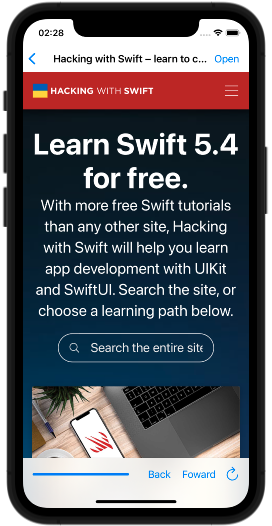 02:28
Hacking with Swift – learn to c... Open
HACKING WITH SWIFT
Learn Swift 5.4
for free.
With more free Swift tutorials
than any other site, Hacking
with Swift will help you learn
app development with UIKit
and SwiftUI. Search the site, or
choose a learning path below.
Search the entire site
Back Foward